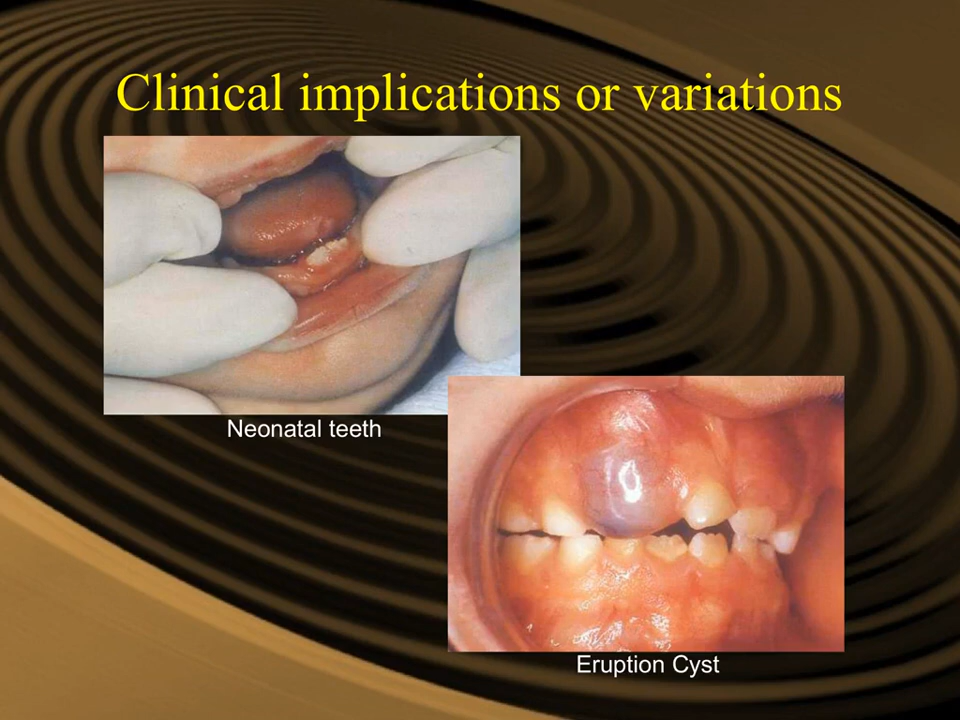 Clinical implications or variations
Neonatal teeth
Eruption Cyst